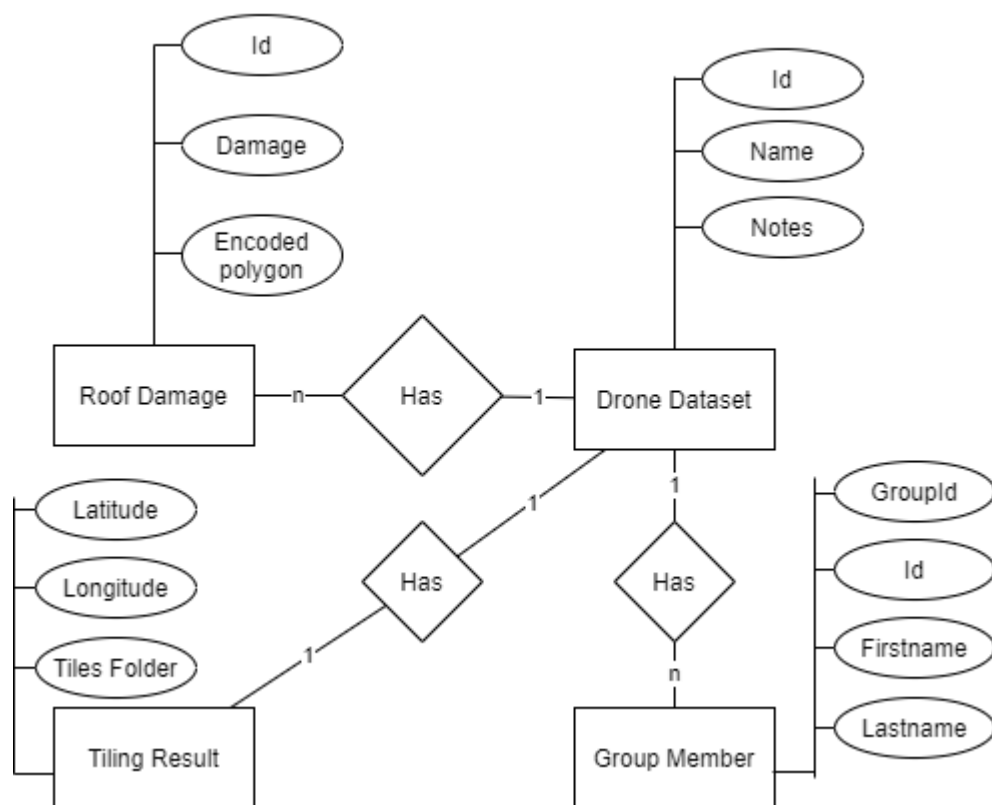 Id
Damage
Encoded
polygon
Id
Name
Notes
Roof Damage
n
Has
1
Drone Dataset
Latitude
Longitude
Tiles Folder
1
Has
1
1
Has
n
GroupId
Id
Firstname
Lastname
Tiling Result
Group Member